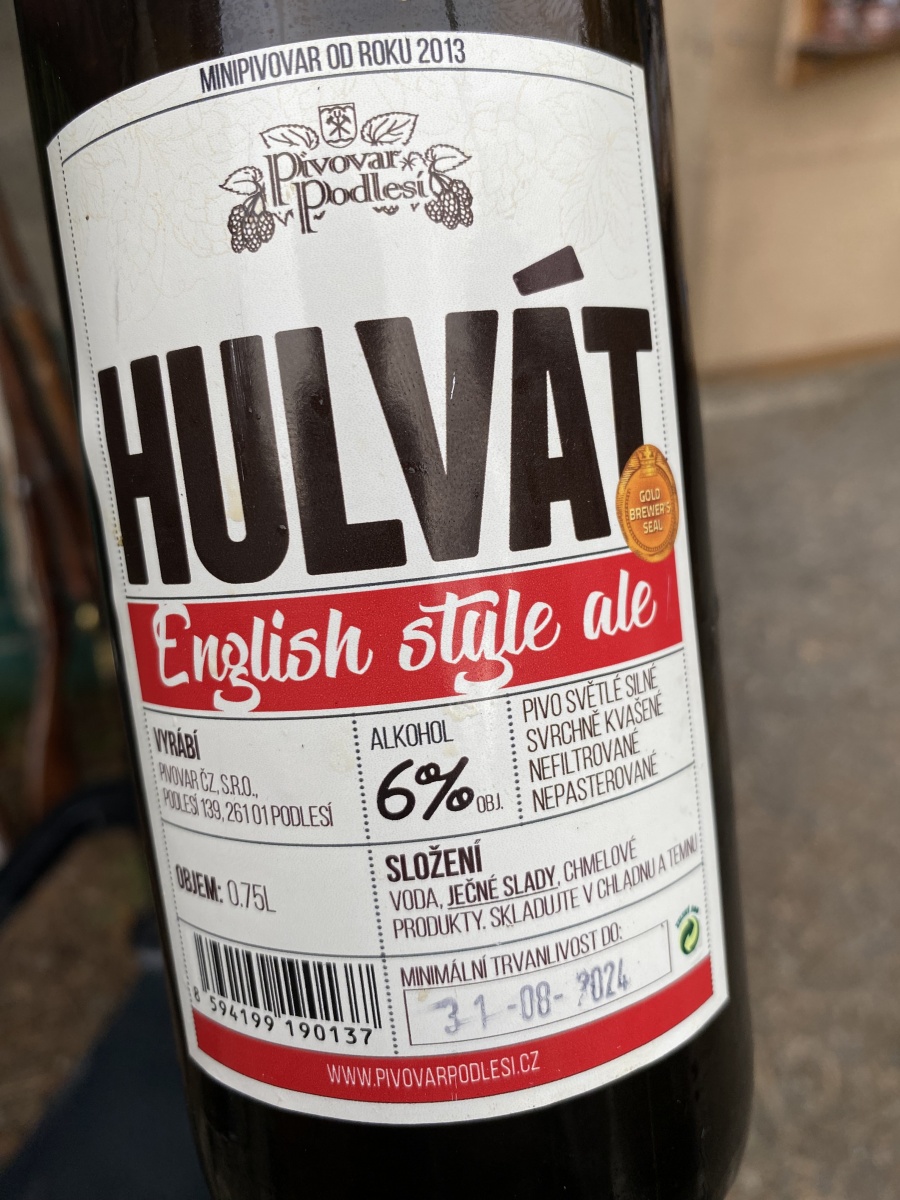 MINIPIVOVAR OD ROKU 2013
Pivovar
Podlesí
HULVÁT
GOLD
BREWER'S
SEAL
English style ale
VYRÁBÍ
PIVOVAR ČZ, S.R.O.,
PODLESÍ 139, 261 01 PODLESÍ
ALKOHOL
6% OBJ.
PIVO SVĚTLÉ SILNÉ
SVRCHNĚ KVAŠENÉ
NEFILTROVANÉ
NEPASTEROVANÉ
OBJEM: 0.75L
SLOŽENÍ
VODA, JEČNÉ SLADY, CHMELOVÉ
PRODUKTY. SKLADUJTE V CHLADNU A TEMNU
MINIMÁLNÍ TRVANLIVOST DO:
31-08-2024
8 594199 190137
WWW.PIVOVARPODLESI.CZ